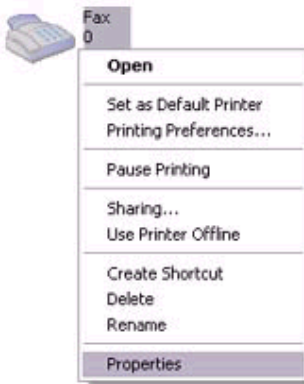 Fax
0
Open
Set as Default Printer
Printing Preferences...
Pause Printing
Sharing...
Use Printer Offline
Create Shortcut
Delete
Rename
Properties